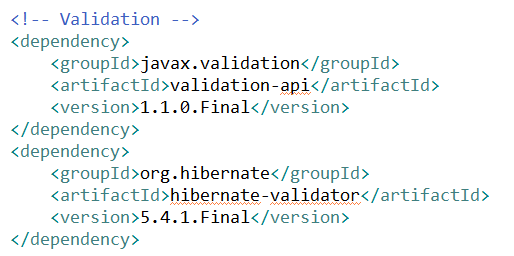 <!-- Validation -->
<dependency>
    <groupId>javax.validation</groupId>
    <artifactId>validation-api</artifactId>
    <version>1.1.0.Final</version>
</dependency>
<dependency>
    <groupId>org.hibernate</groupId>
    <artifactId>hibernate-validator</artifactId>
    <version>5.4.1.Final</version>
</dependency>